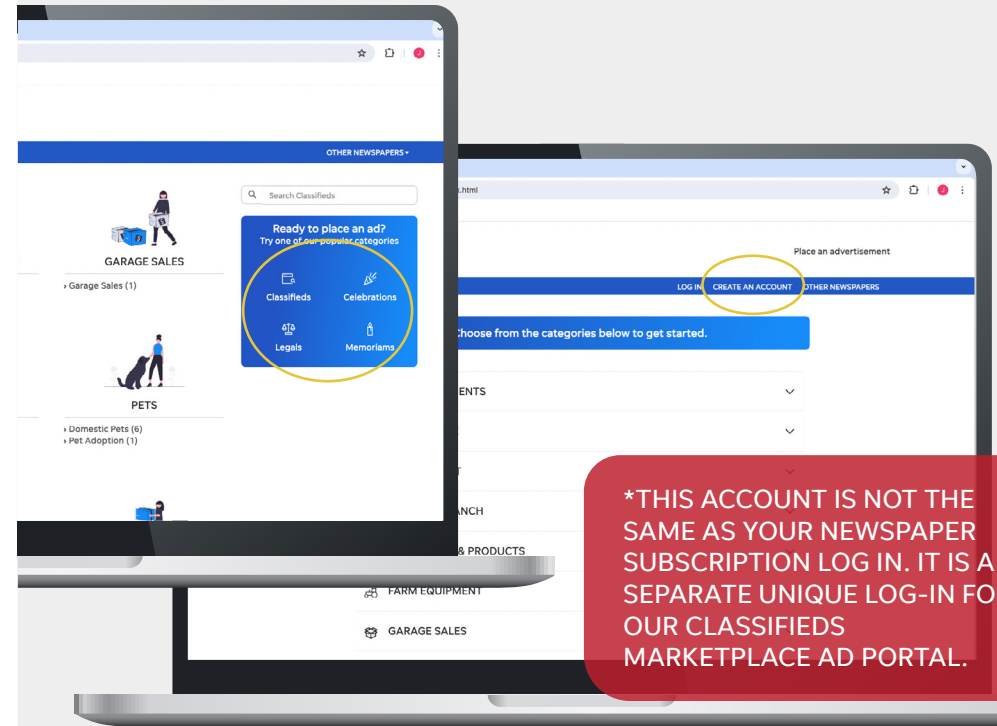 OTHER NEWSPAPERS
Search Classifieds
Ready to place an ad?
Try one of our popular categories
Classifieds
Celebrations
Legals
Memoriams
GARAGE SALES
› Garage Sales (1)
PETS
› Domestic Pets (6)
› Pet Adoption (1)
J
.html
J
Place an advertisement
LOG IN
CREATE AN ACCOUNT
OTHER NEWSPAPERS
Choose from the categories below to get started.
ENTS
T
ANCH
& PRODUCTS
FARM EQUIPMENT
GARAGE SALES
*THIS ACCOUNT IS NOT THE
SAME AS YOUR NEWSPAPER
SUBSCRIPTION LOG IN. IT IS A
SEPARATE UNIQUE LOG-IN FO
OUR CLASSIFIEDS
MARKETPLACE AD PORTAL.